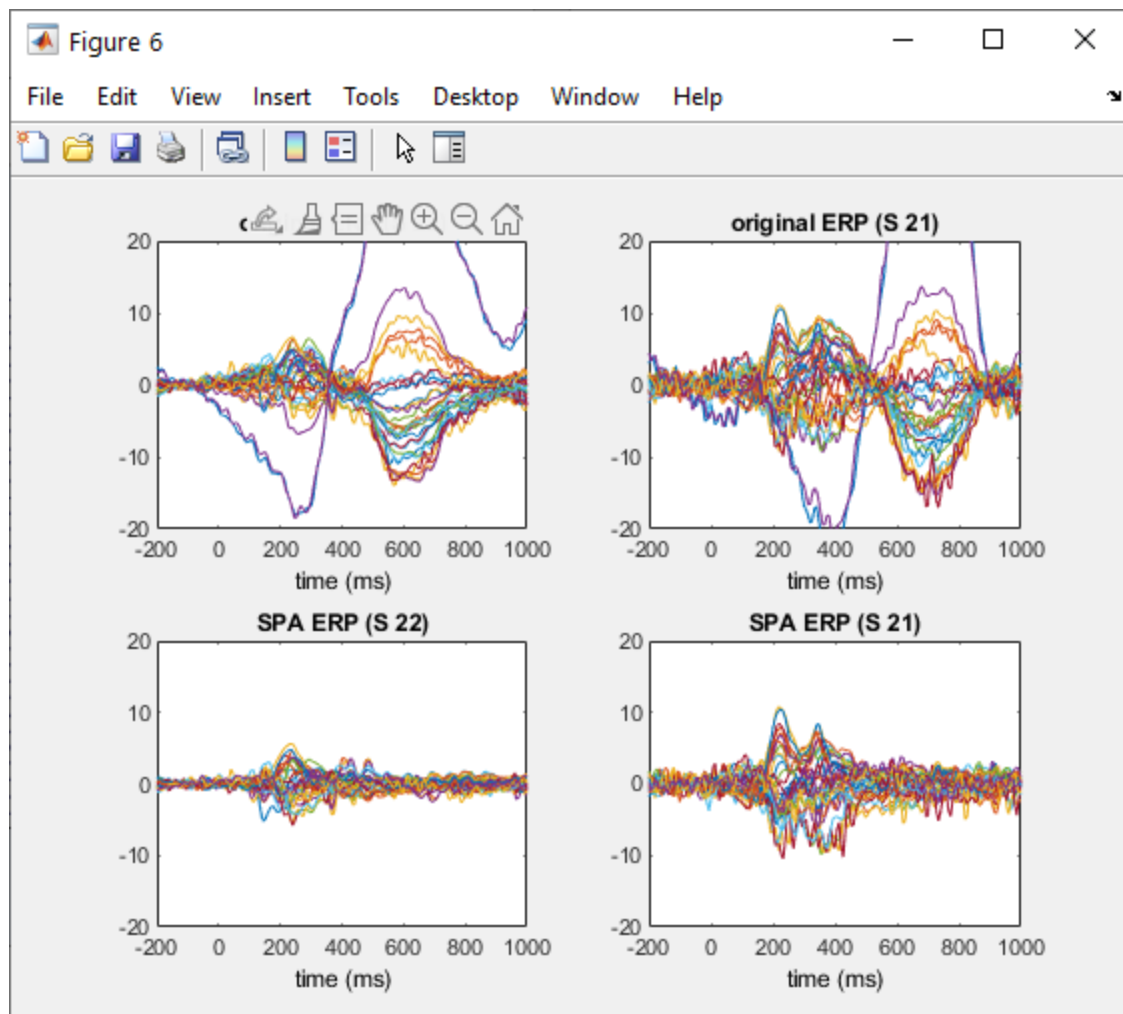 Figure 6
File Edit View Insert Tools Desktop Window Help
original ERP (S 21)
20 20
10 10
0 0
-10 -10
-20 -20
-200 0 200 400 600 800 1000 -200 0 200 400 600 800 1000
time (ms) time (ms)
SPA ERP (S 22) SPA ERP (S 21)
20 20
10 10
0 0
-10 -10
-20 -20
-200 0 200 400 600 800 1000 -200 0 200 400 600 800 1000
time (ms) time (ms)